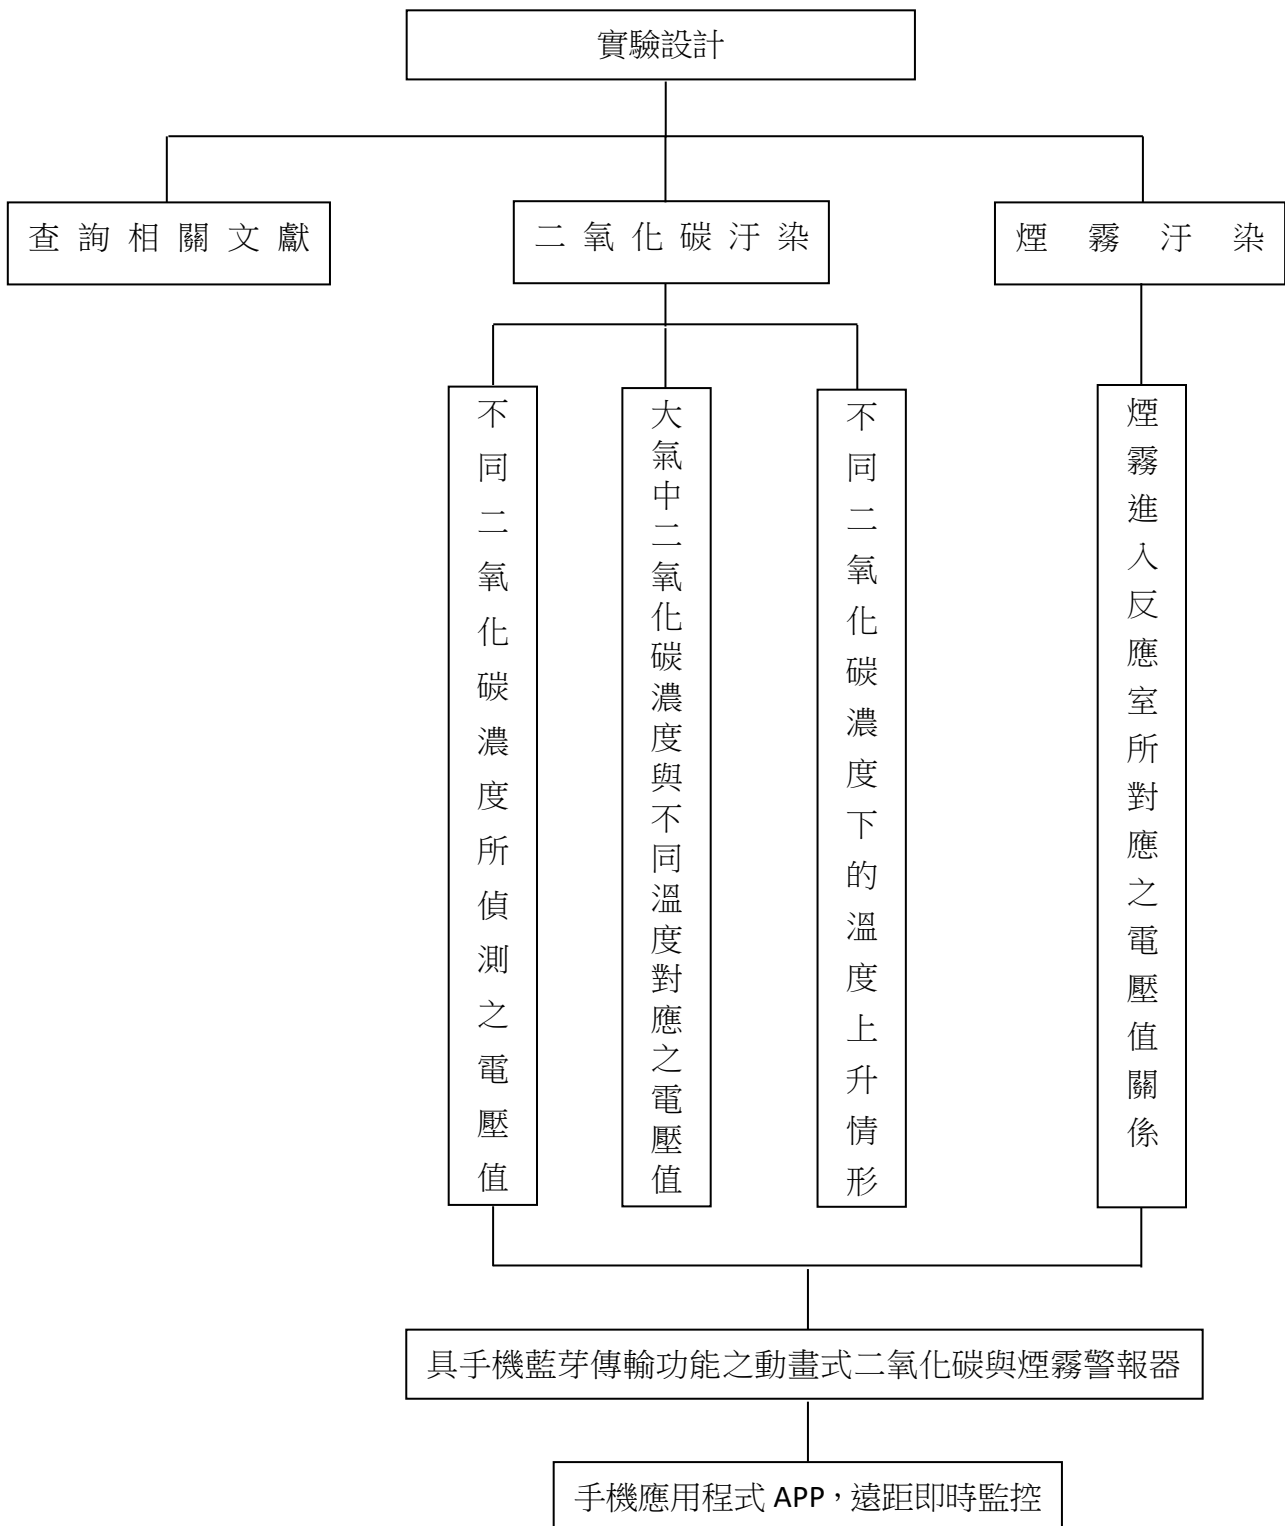 實驗設計
查詢相關文獻
二氧化碳汙染
煙霧汙染
不同二氧化碳濃度所偵測之電壓值
大氣中二氧化碳濃度與不同溫度對應之電壓值
不同二氧化碳濃度下的溫度上升情形
煙霧進入反應室所對應之電壓值關係
具手機藍芽傳輸功能之動畫式二氧化碳與煙霧警報器
手機應用程式 APP，遠距即時監控